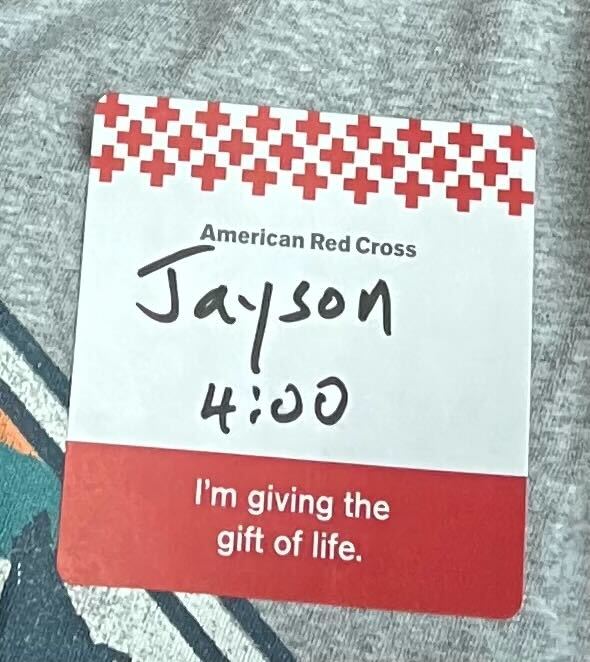 American Red Cross
Jayson
4:00
I'm giving the
gift of life.